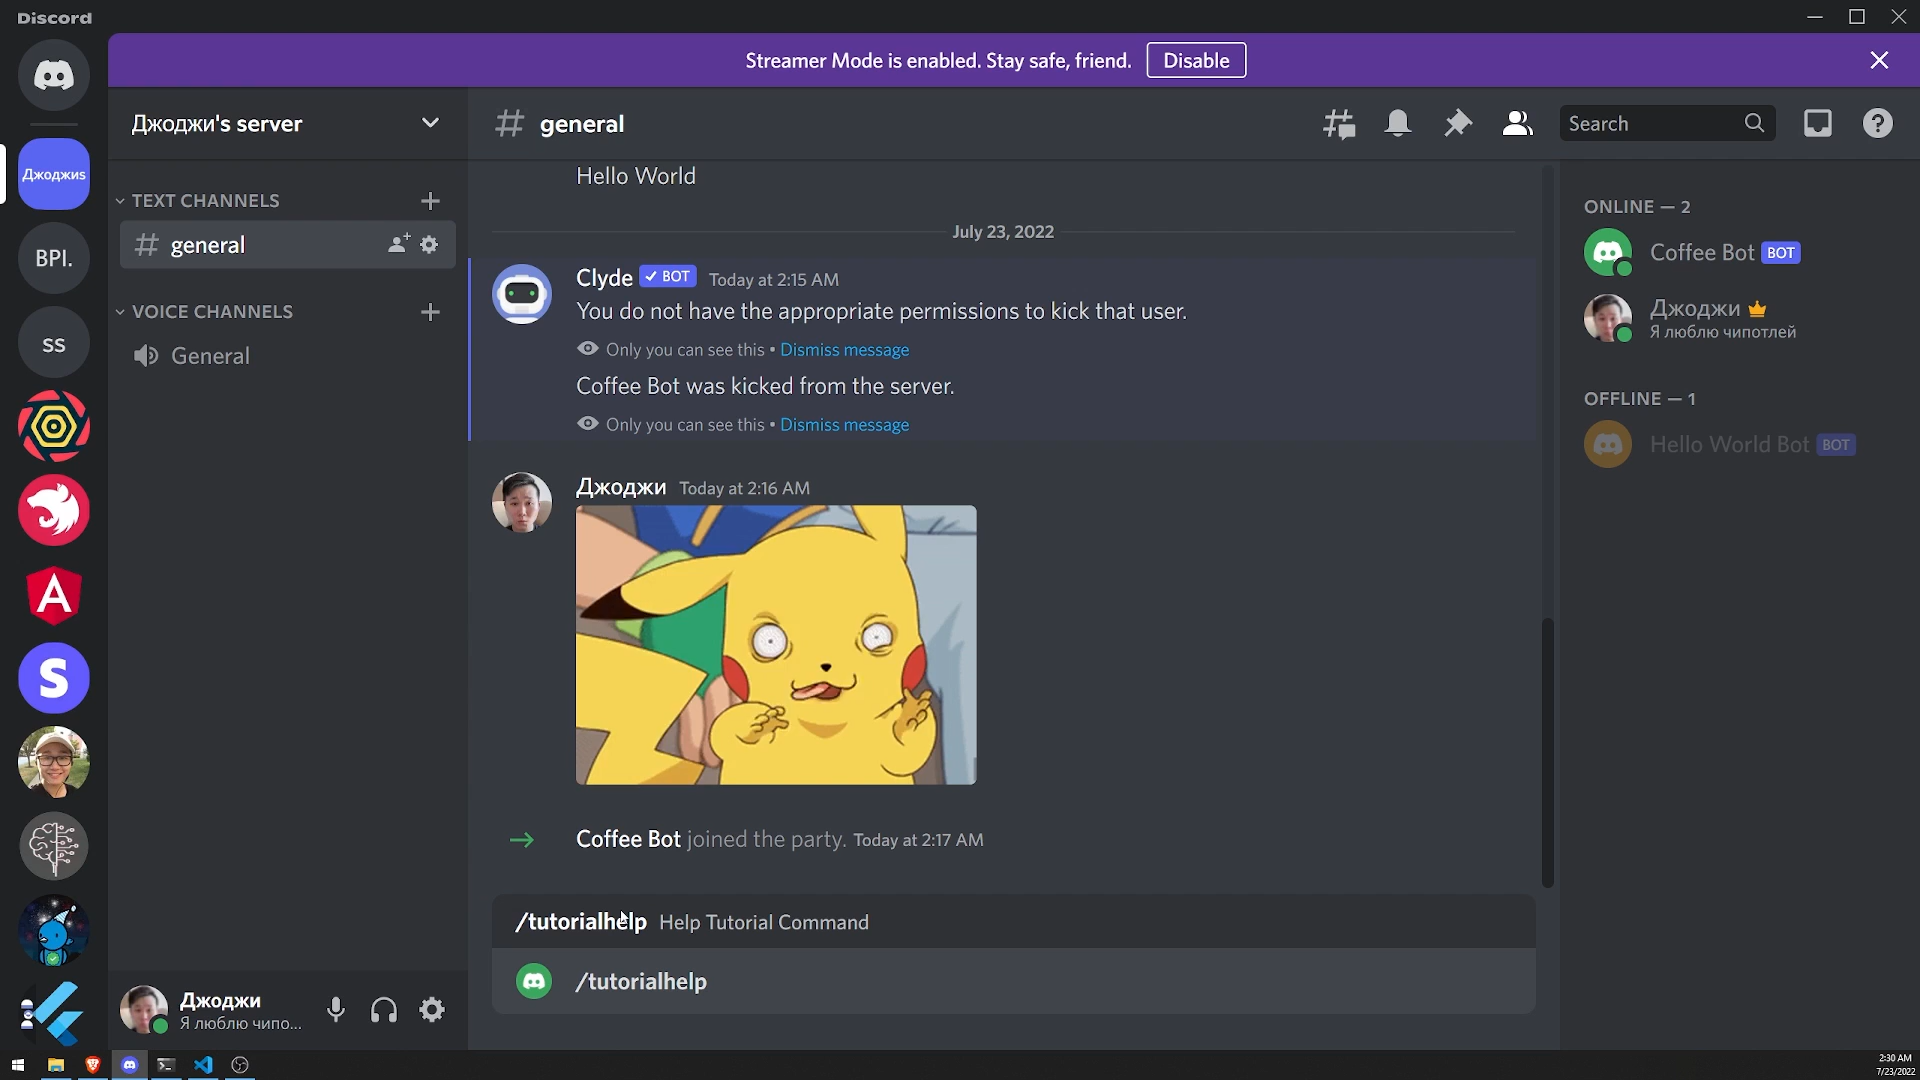 Discord
Streamer Mode is enabled. Stay safe, friend. Disable
Джоджи's server
general
Search
Джоджиs
BPI.
ss
S
TEXT CHANNELS
general
VOICE CHANNELS
General
Hello World
July 23, 2022
Clyde BOT Today at 2:15 AM
You do not have the appropriate permissions to kick that user.
Only you can see this • Dismiss message
Coffee Bot was kicked from the server.
Only you can see this • Dismiss message
Джоджи Today at 2:16 AM
Coffee Bot joined the party. Today at 2:17 AM
/tutorialhelp Help Tutorial Command
/tutorialhelp
ONLINE — 2
Coffee Bot BOT
Джоджи
Я люблю чипотлей
OFFLINE — 1
Hello World Bot BOT
Джоджи
Я люблю чипо...
2:30 AM
7/23/2022